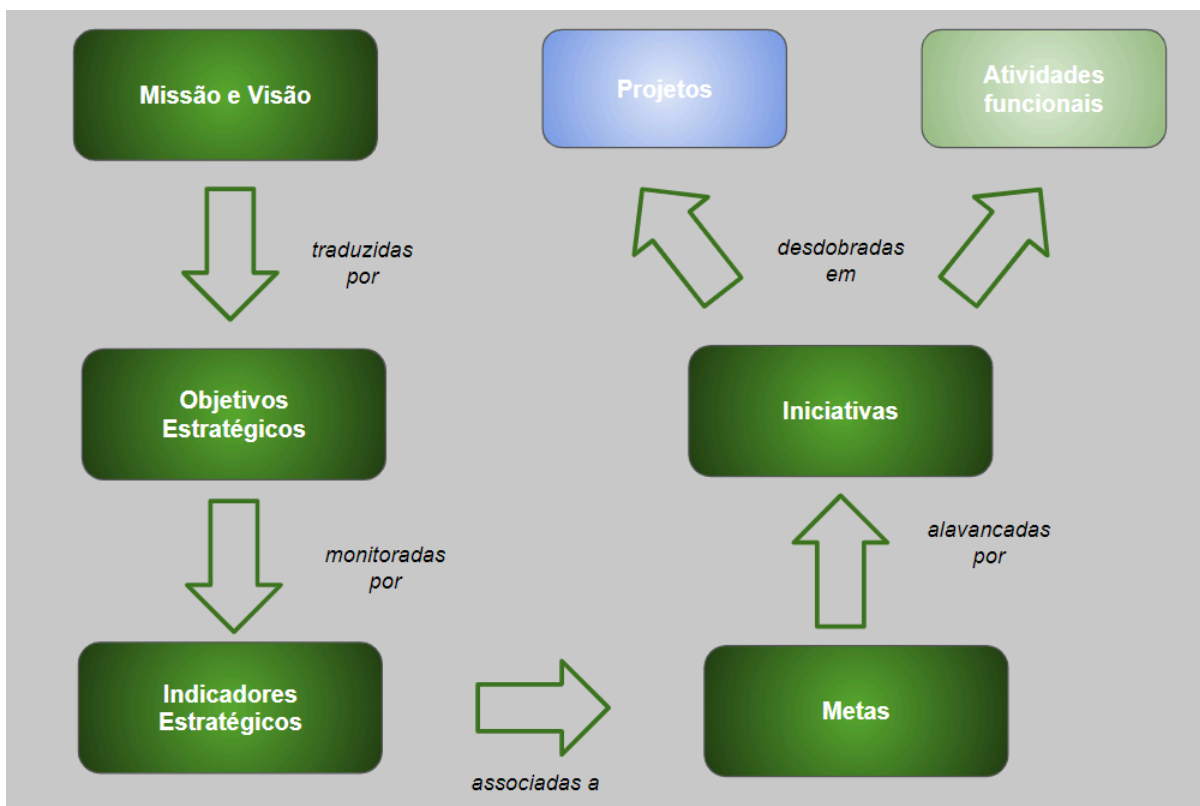 Missão e Visão
Projetos
Atividades
funcionais
traduzidas
por
desdobradas
em
Objetivos
Estratégicos
Iniciativas
monitoradas
por
alavancadas
por
Indicadores
Estratégicos
Metas
associadas a